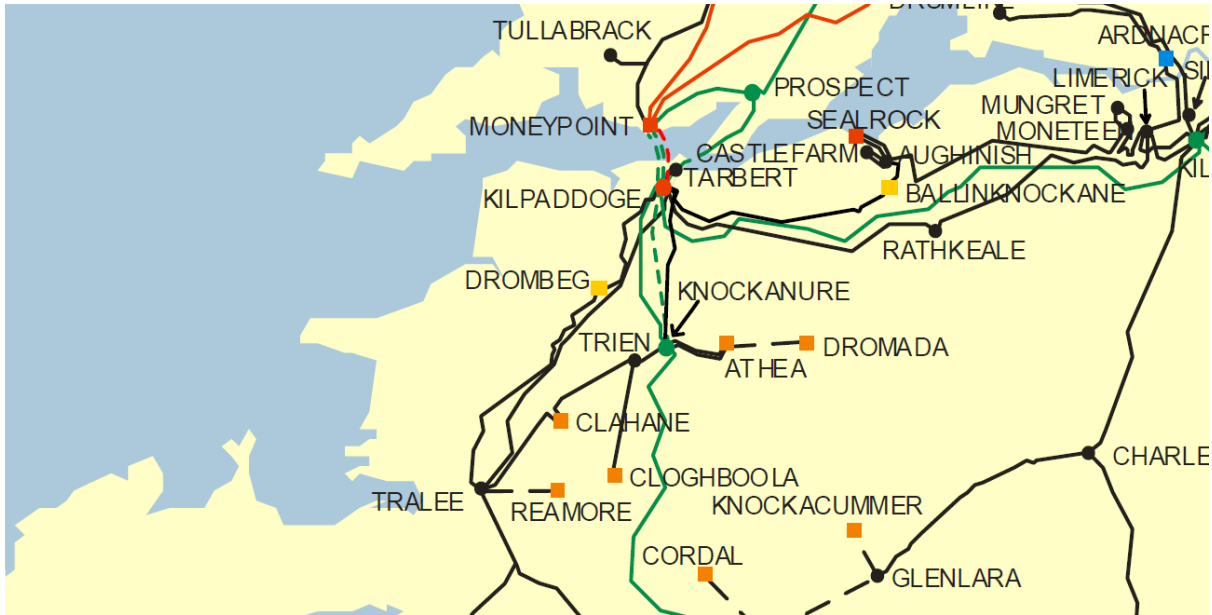 TULLABRACK
ARDNACR
PROSPECT
LIMERICK
MUNGRET
SEALROCK
MONEYPOINT
MONETEE
CASTLEFARM
AUGHINISH
TARBERT
KILPADDOGE
BALLINKNOCKANE
RATHKEALE
DROMBEG
KNOCKANURE
TRIEN
ATHEA
DROMADA
CLAHANE
CHARLE
CLOGHBOOLA
TRALEE
REAMORE
KNOCKACUMMER
CORDAL
GLENLARA